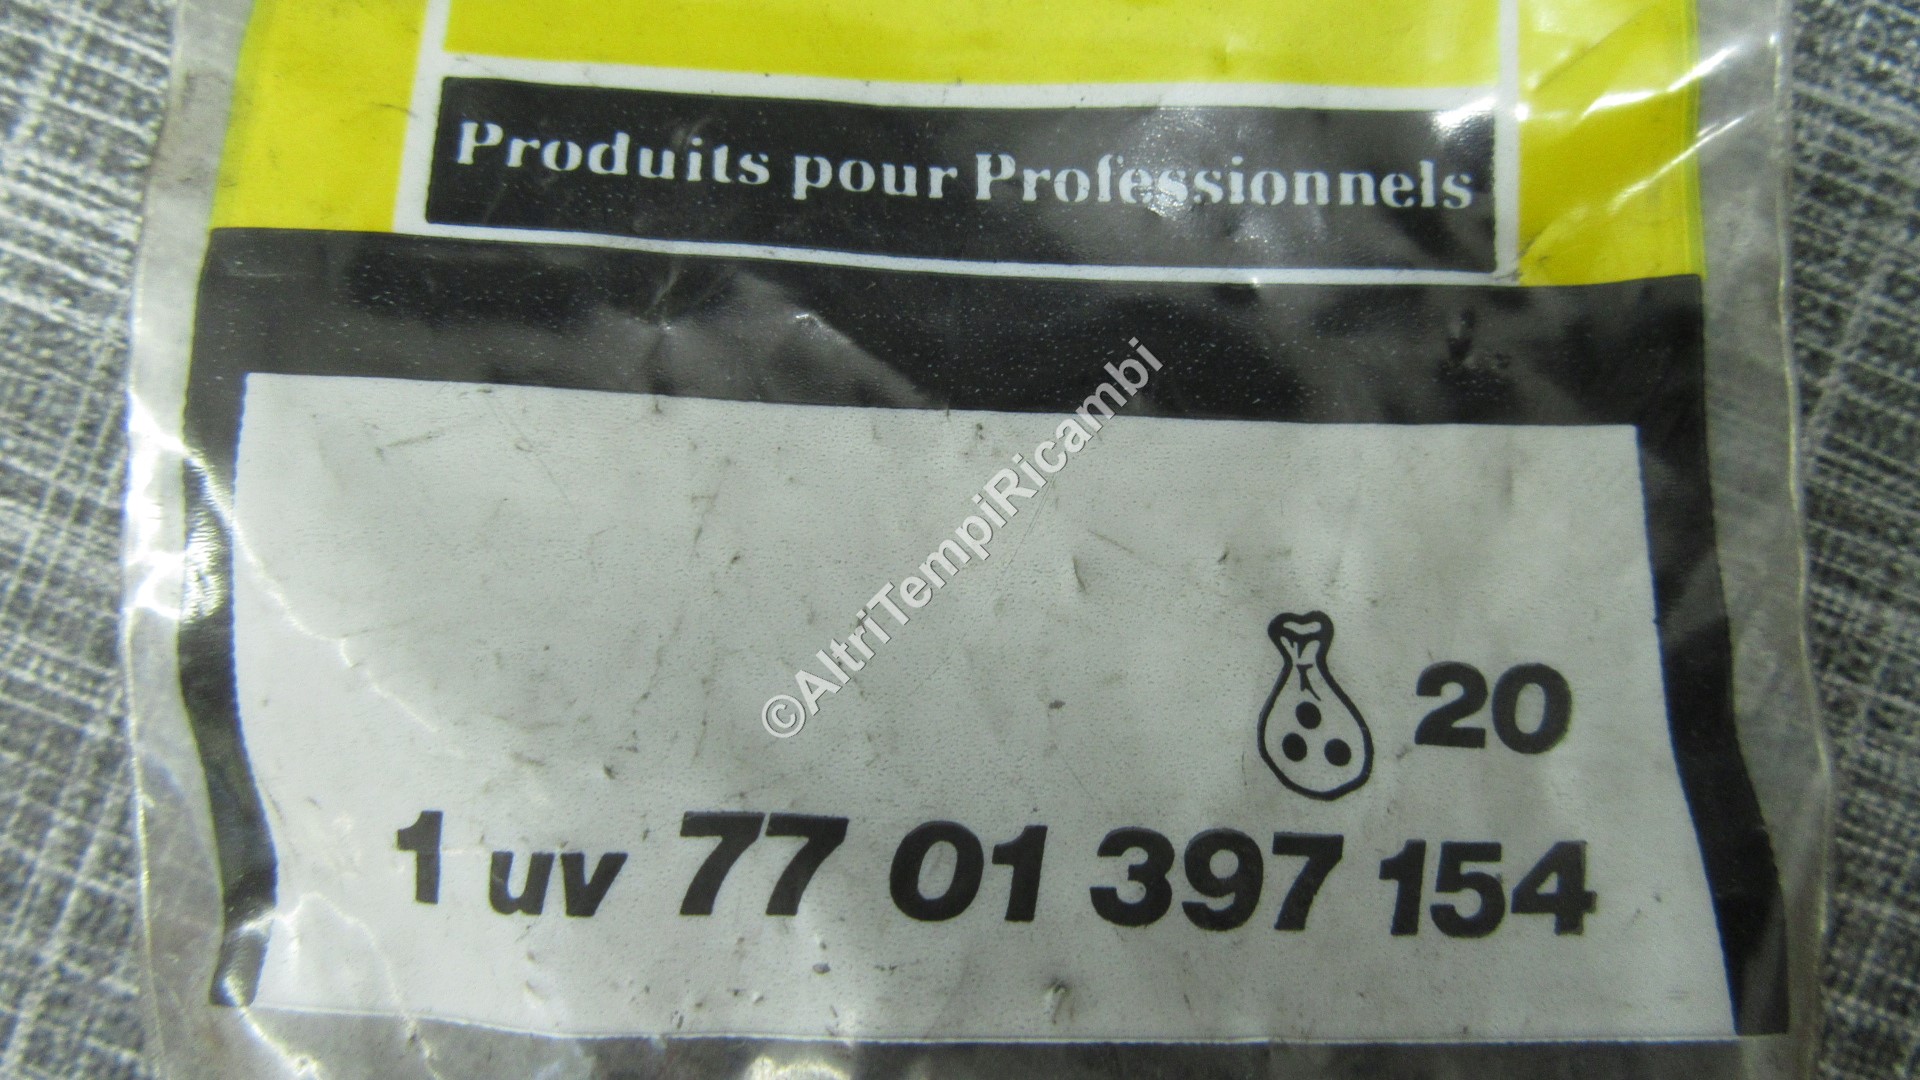 Produits pour Professionnels
©AltriTempiRicambi
20
1 uv 77 01 397 154